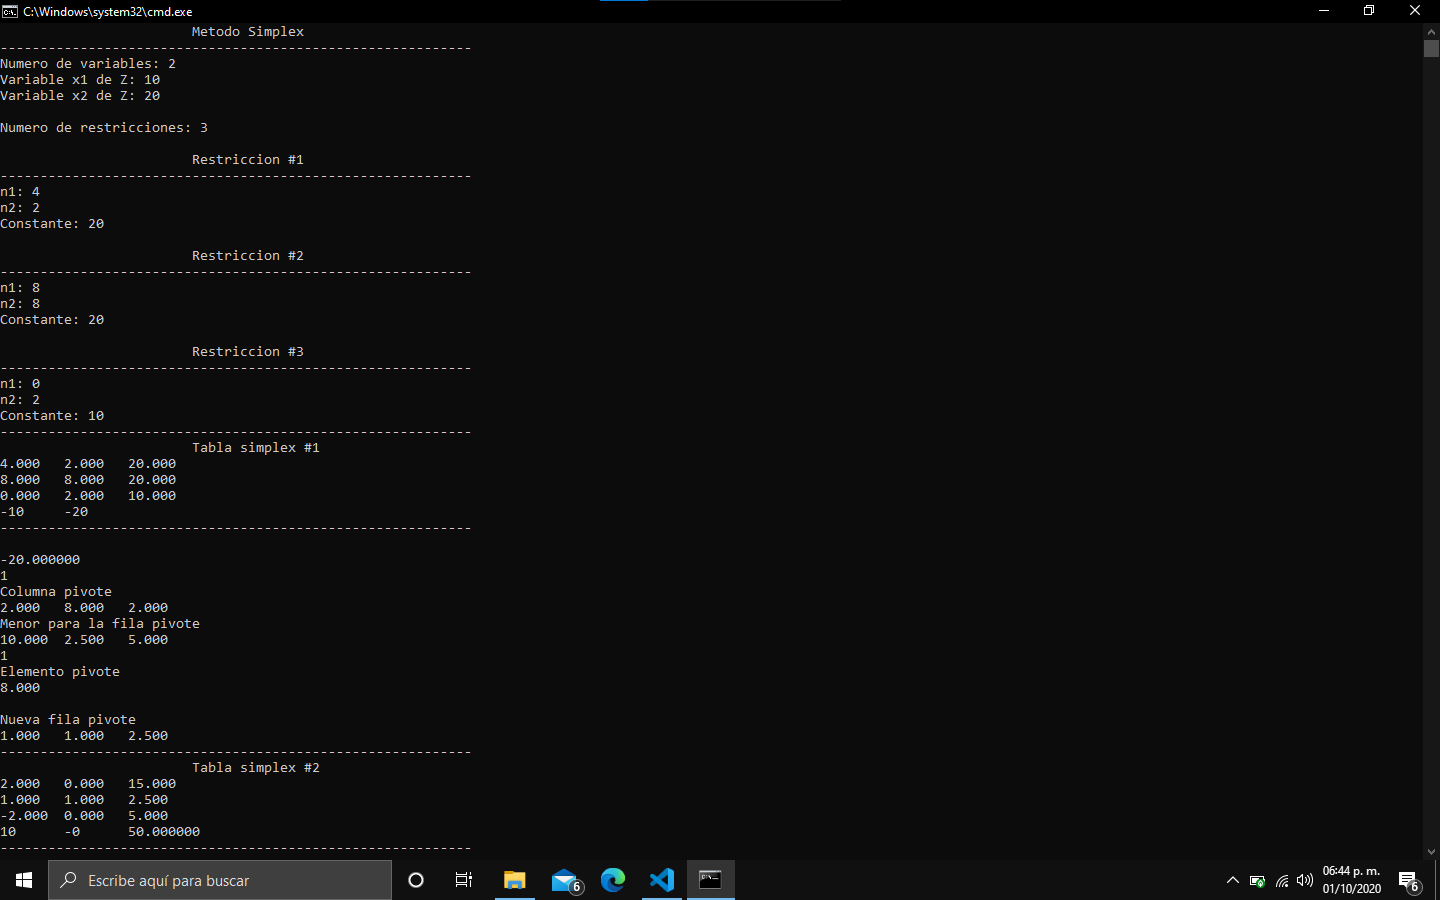 C:\Windows\system32\cmd.exe
Metodo Simplex
-----------------------------------------------------------
Numero de variables: 2
Variable x1 de Z: 10
Variable x2 de Z: 20
Numero de restricciones: 3
Restriccion #1
-----------------------------------------------------------
n1: 4
n2: 2
Constante: 20
Restriccion #2
-----------------------------------------------------------
n1: 8
n2: 8
Constante: 20
Restriccion #3
-----------------------------------------------------------
n1: 0
n2: 2
Constante: 10
-----------------------------------------------------------
Tabla simplex #1
4.000 2.000 20.000
8.000 8.000 20.000
0.000 2.000 10.000
-10 -20
-----------------------------------------------------------
-20.000000
1
Columna pivote
2.000 8.000 2.000
Menor para la fila pivote
10.000 2.500 5.000
1
Elemento pivote
8.000
Nueva fila pivote
1.000 1.000 2.500
-----------------------------------------------------------
Tabla simplex #2
2.000 0.000 15.000
1.000 1.000 2.500
-2.000 0.000 5.000
10 -0 50.000000
-----------------------------------------------------------
Escribe aquí para buscar
6
06:44 p. m.
01/10/2020
6